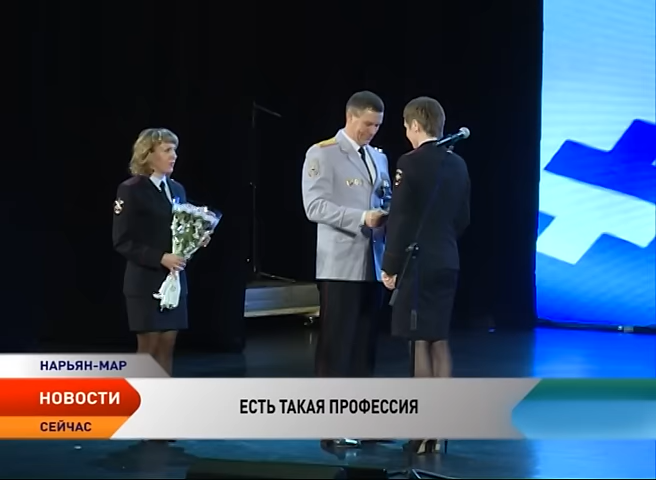 НАРЬЯН-МАР
НОВОСТИ
СЕЙЧАС
ЕСТЬ ТАКАЯ ПРОФЕССИЯ